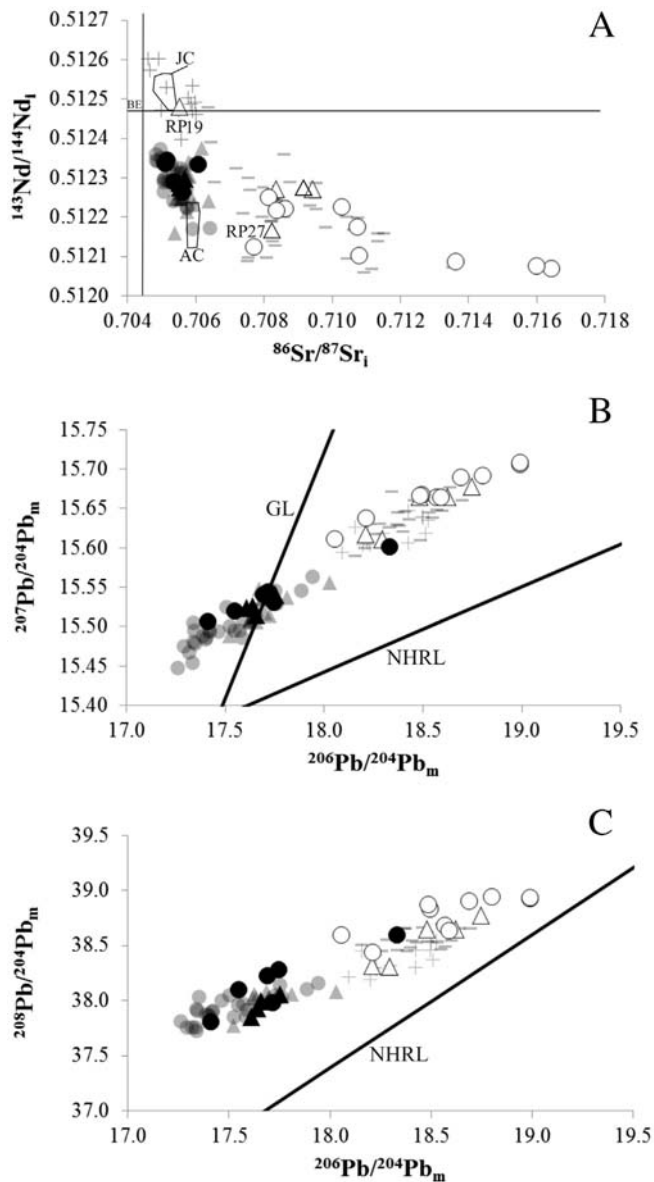 A
0.5127
0.5126
0.5125
0.5124
0.5123
0.5122
0.5121
0.5120
¹⁴³Nd/¹⁴⁴Ndᵢ
JC
BE
RP19
RP27
AC
0.704 0.706 0.708 0.710 0.712 0.714 0.716 0.718
⁸⁶Sr/⁸⁷Srᵢ
B
15.75
15.70
15.65
15.60
15.55
15.50
15.45
15.40
²⁰⁷Pb/²⁰⁴Pbₘ
GL
NHRL
17.0 17.5 18.0 18.5 19.0 19.5
²⁰⁶Pb/²⁰⁴Pbₘ
C
39.5
39.0
38.5
38.0
37.5
37.0
²⁰⁸Pb/²⁰⁴Pbₘ
NHRL
17.0 17.5 18.0 18.5 19.0 19.5
²⁰⁶Pb/²⁰⁴Pbₘ